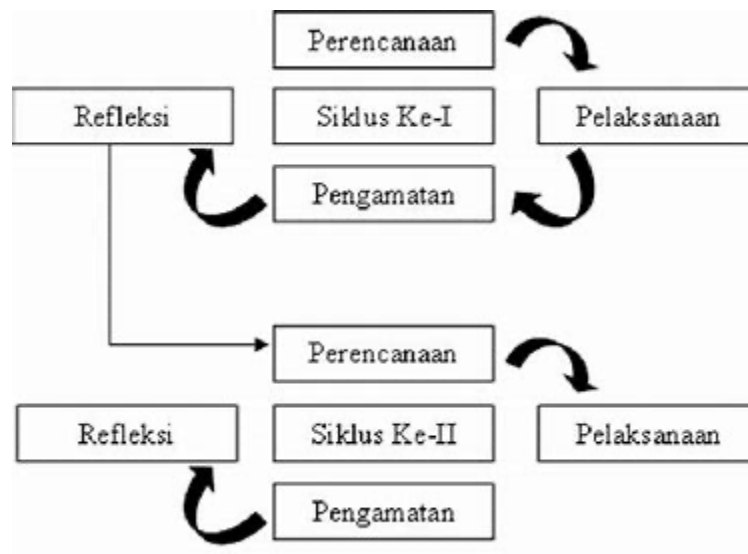 Perencanaan
Refleksi
Siklus Ke-I
Pelaksanaan
Pengamatan
Perencanaan
Refleksi
Siklus Ke-II
Pelaksanaan
Pengamatan